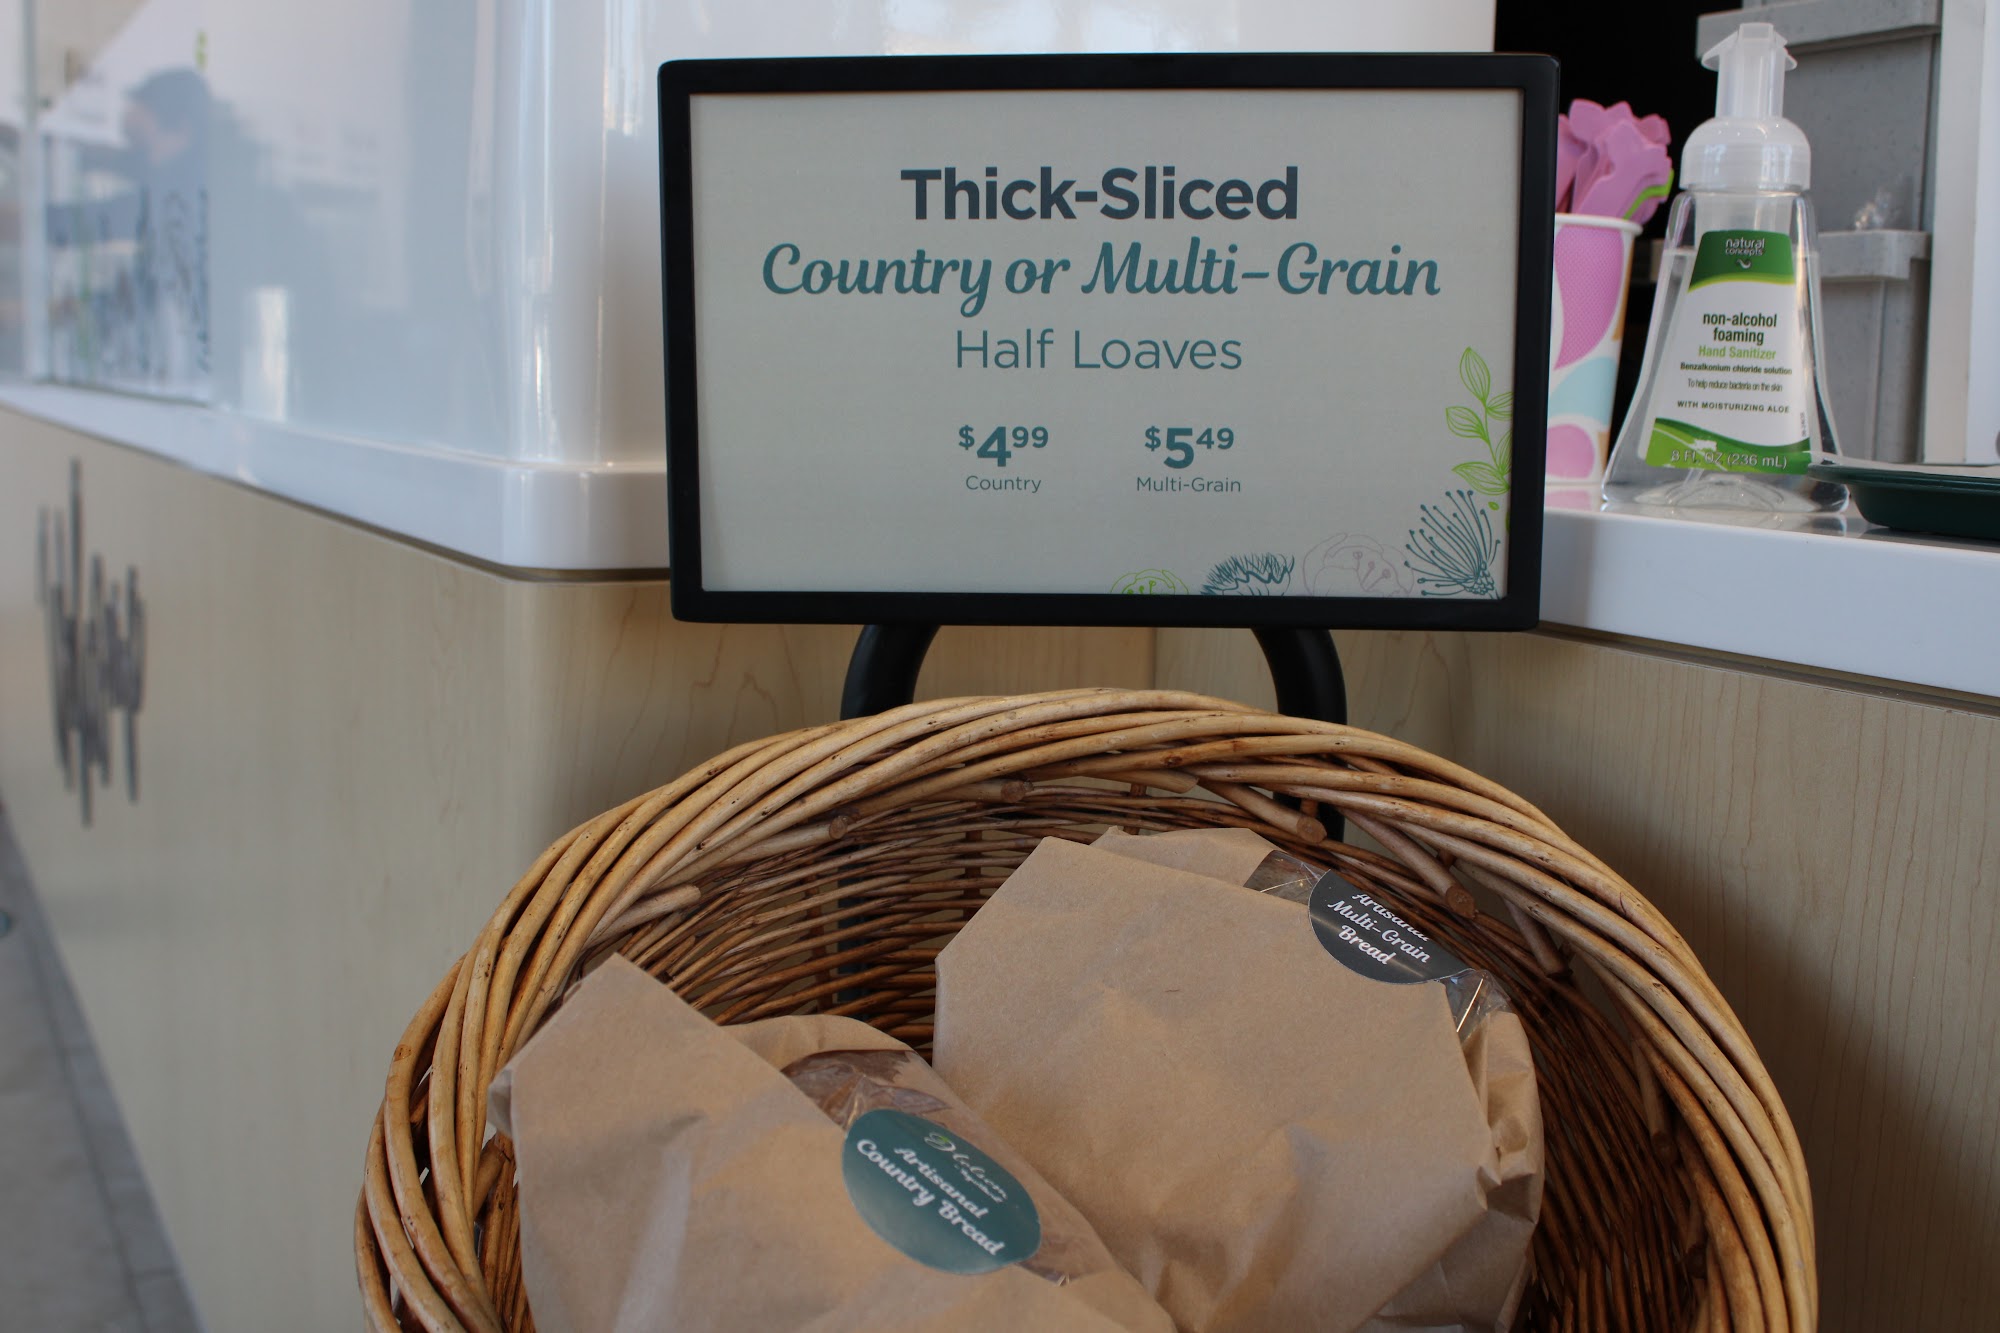 Thick-Sliced
Country or Multi-Grain
Half Loaves
$4.99 $5.49
Country Multi-Grain
natural
concepts
non-alcohol
foaming
Hand Sanitizer
Benzalkonium chloride solution
To help reduce bacteria on the skin
WITH MOISTURIZING ALOE
8 FL OZ (236 mL)
Artisanal
Multi-Grain
Bread
Artisanal
Country Bread